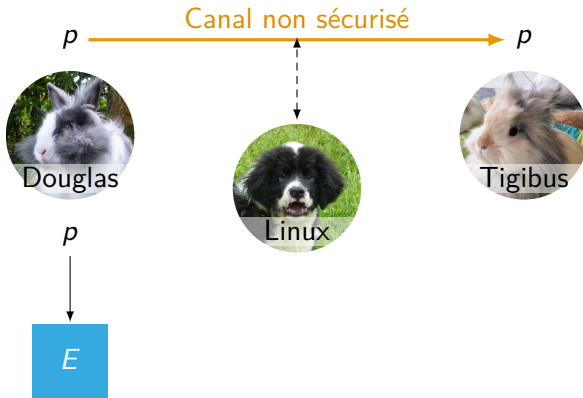 Canal non sécurisé
p p
Douglas
Linux
Tigibus
p
E